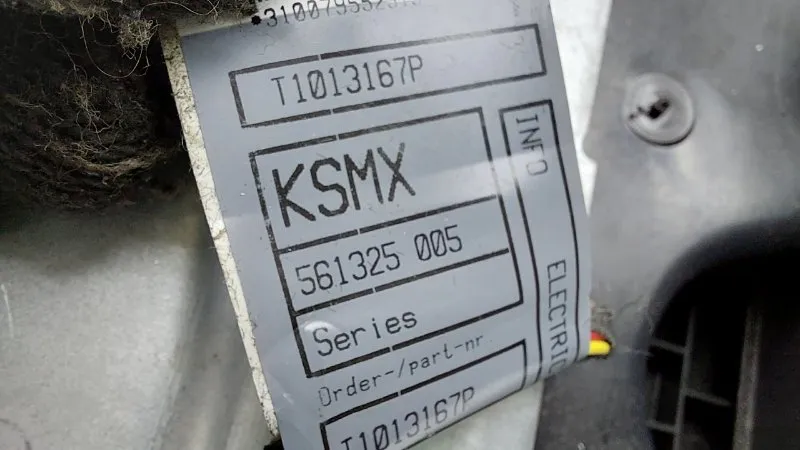 T1013167P
KSMX
INFO
561325 005
ELECTRIC
Series
Order-/part-nr
T1013167P